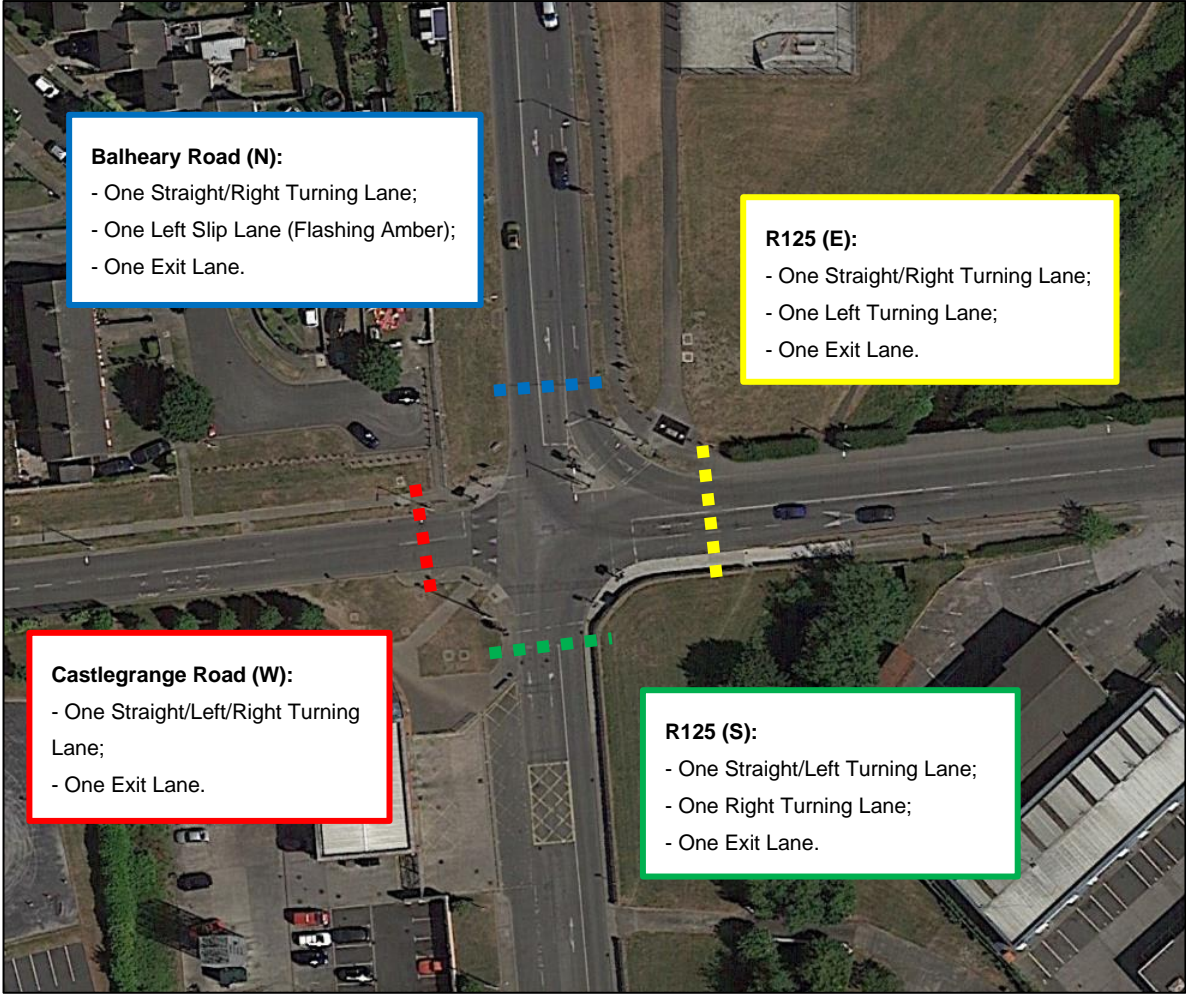 Balheary Road (N):
- One Straight/Right Turning Lane;
- One Left Slip Lane (Flashing Amber);
- One Exit Lane.
R125 (E):
- One Straight/Right Turning Lane;
- One Left Turning Lane;
- One Exit Lane.
Castlegrange Road (W):
- One Straight/Left/Right Turning
Lane;
- One Exit Lane.
R125 (S):
- One Straight/Left Turning Lane;
- One Right Turning Lane;
- One Exit Lane.